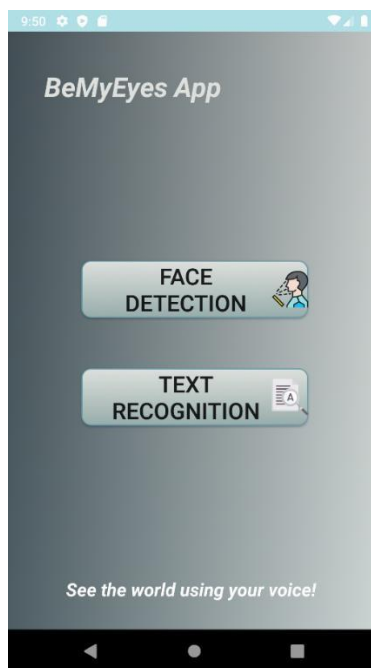 9:50
BeMyEyes App
FACE
DETECTION
TEXT
RECOGNITION
A
See the world using your voice!